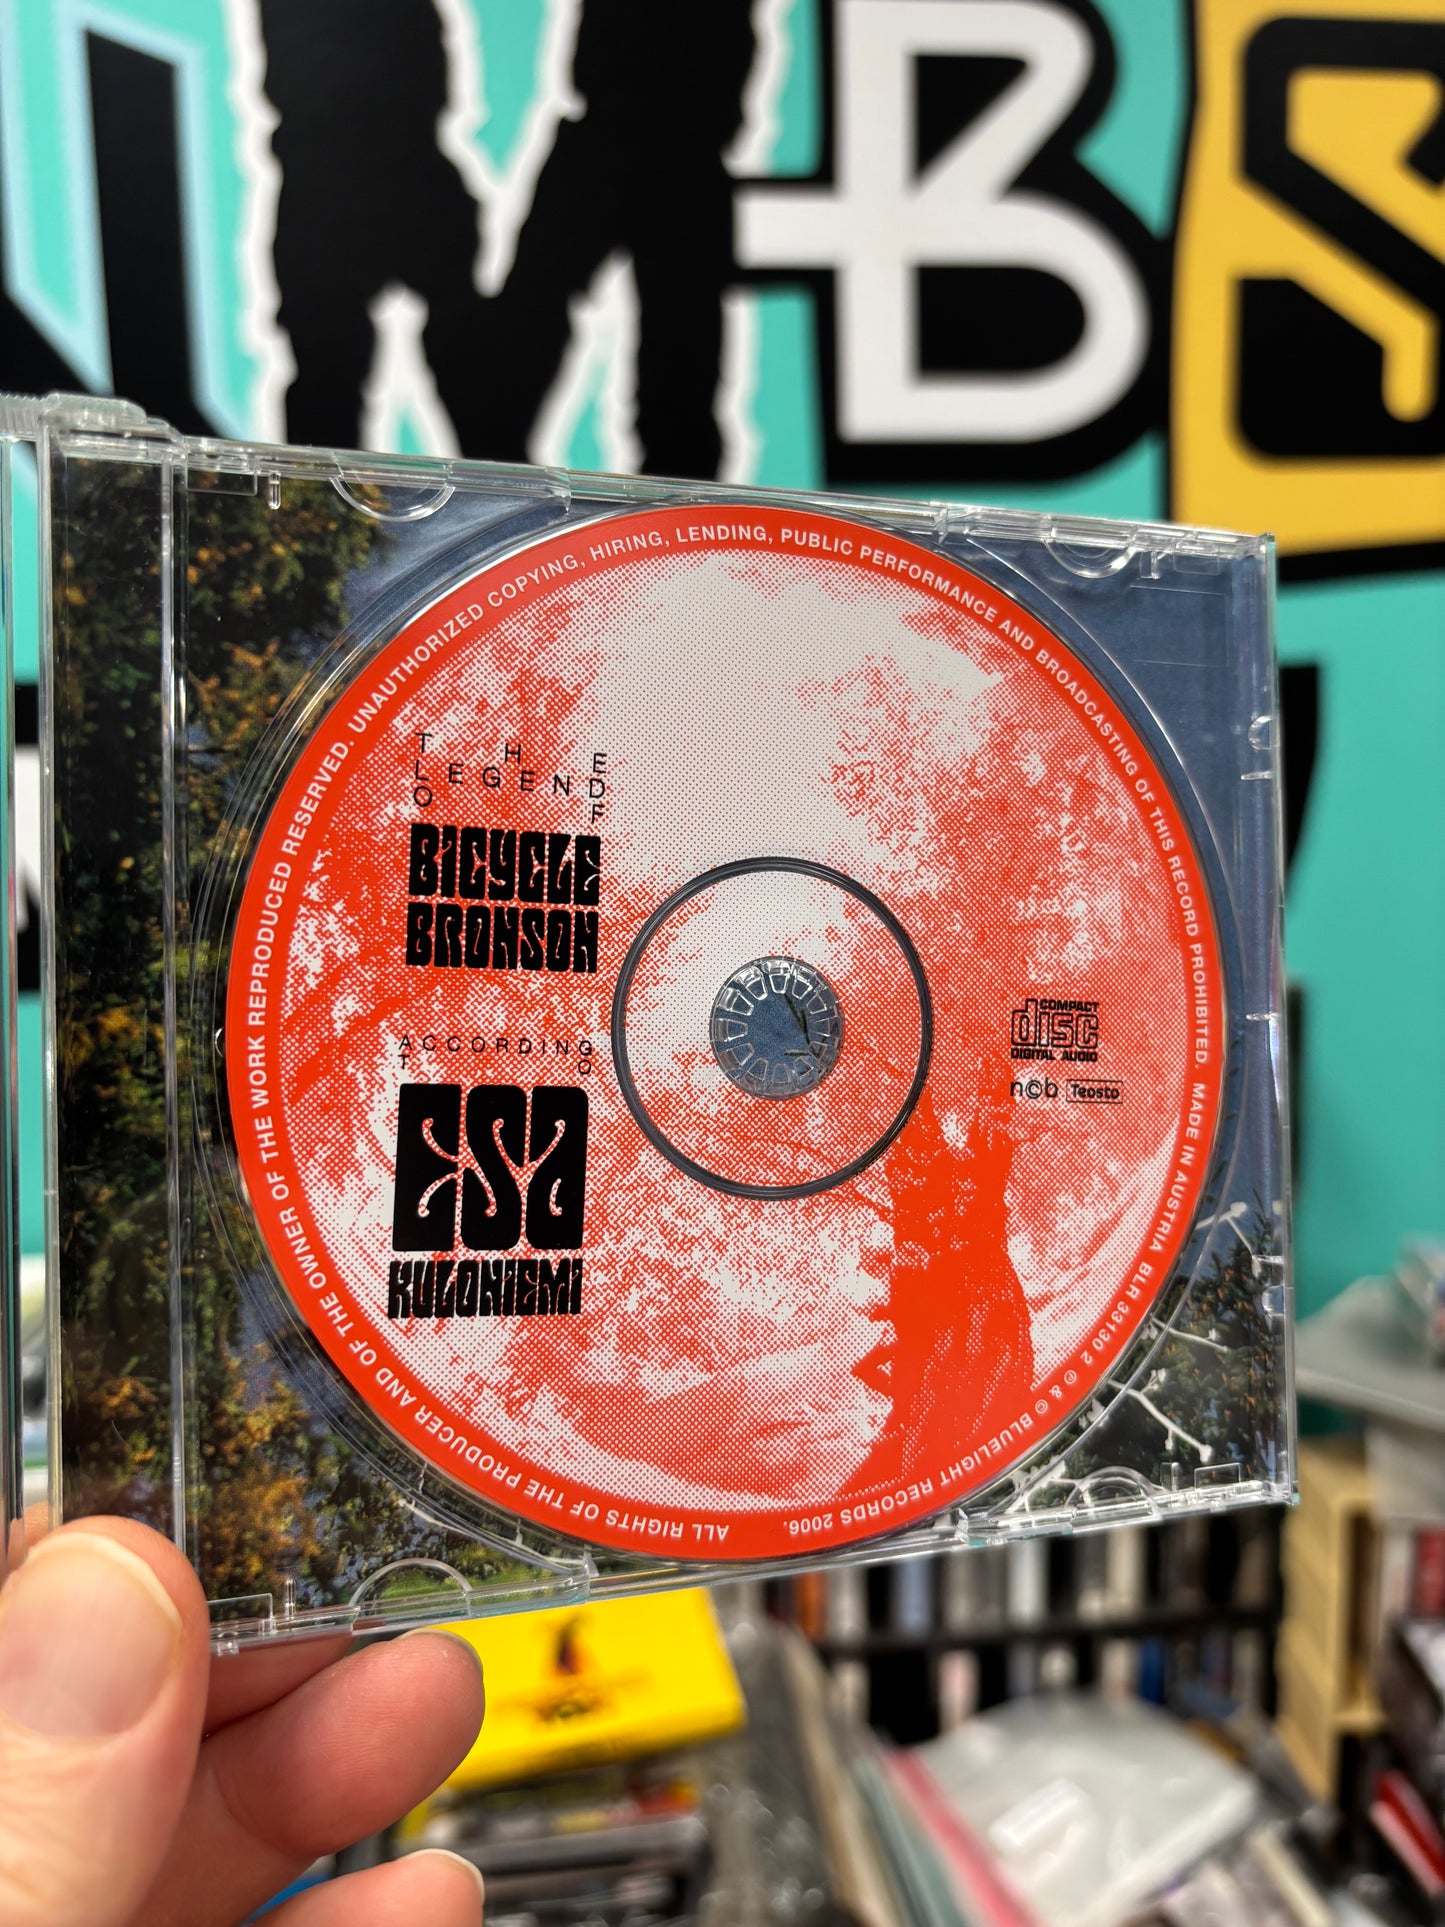 MBS
THE
LEGEND
OF
BICYCLE
BRONSON
ACCORDING
TO
ESA
KULONIEMI
COMPACT
disc
DIGITAL AUDIO
n©b Teosto
ALL RIGHTS OF THE PRODUCER AND OF THE OWNER OF THE WORK REPRODUCED RESERVED. UNAUTHORIZED COPYING, HIRING, LENDING, PUBLIC PERFORMANCE AND BROADCASTING OF THIS RECORD PROHIBITED. MADE IN AUSTRIA BLR 33130 2 ℗ & © BLUELIGHT RECORDS 2006.